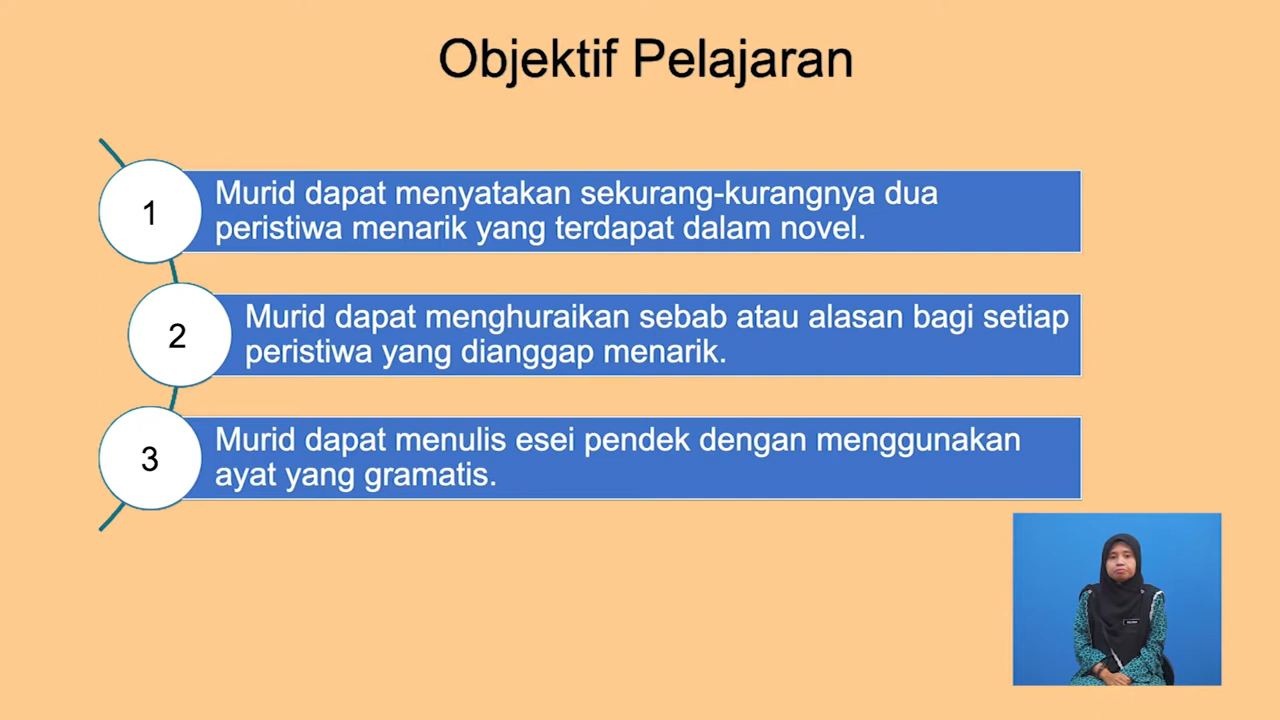 Objektif Pelajaran
1
Murid dapat menyatakan sekurang-kurangnya dua
peristiwa menarik yang terdapat dalam novel.
2
Murid dapat menghuraikan sebab atau alasan bagi setiap
peristiwa yang dianggap menarik.
3
Murid dapat menulis esei pendek dengan menggunakan
ayat yang gramatis.